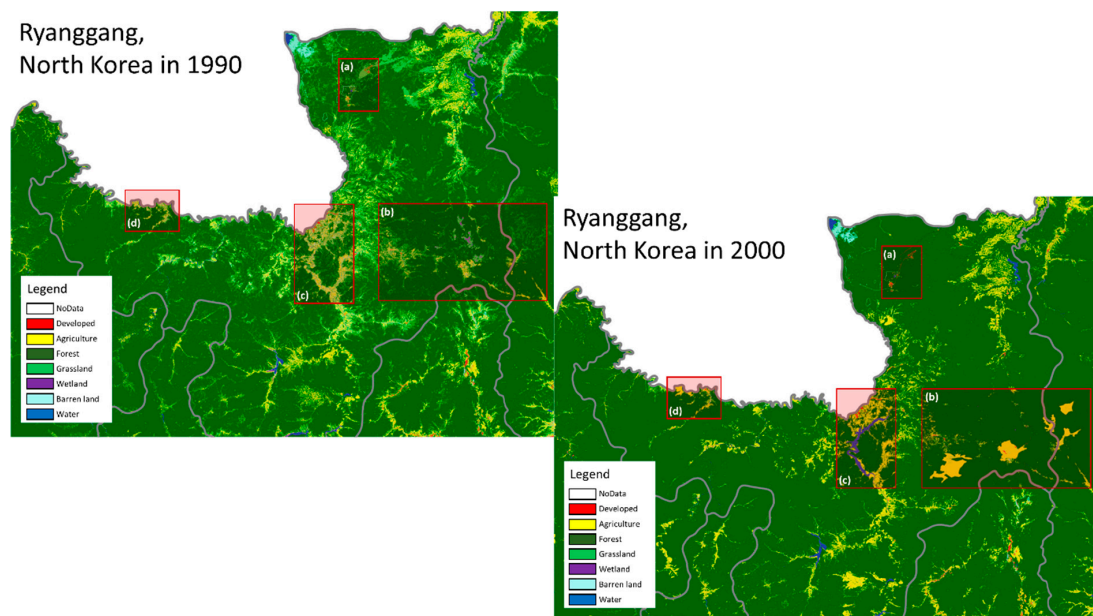 Ryanggang,
North Korea in 1990
(a)
(b)
(c)
(d)
Legend
NoData
Developed
Agriculture
Forest
Grassland
Wetland
Barren land
Water
Ryanggang,
North Korea in 2000
(a)
(b)
(c)
(d)
Legend
NoData
Developed
Agriculture
Forest
Grassland
Wetland
Barren land
Water